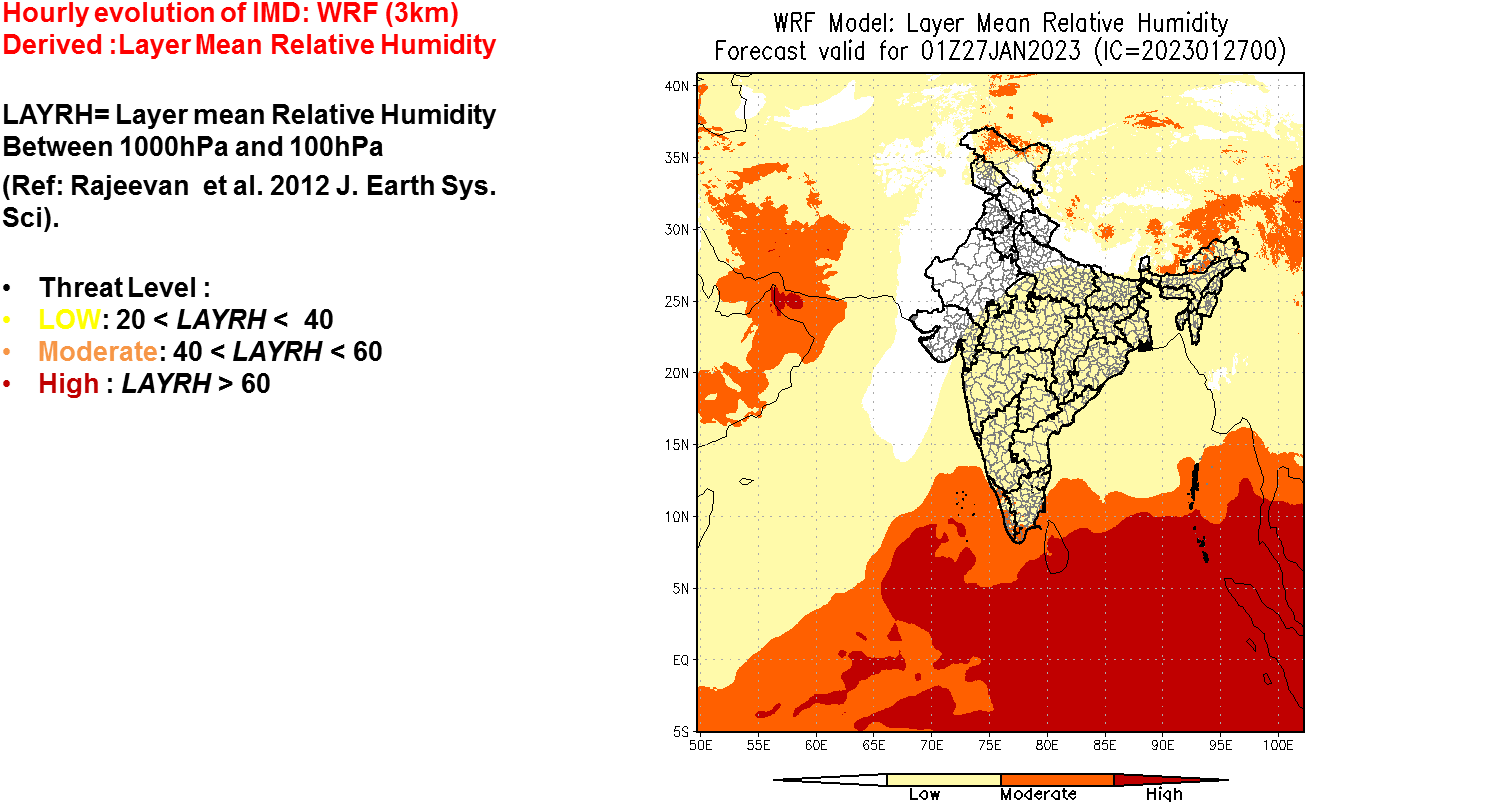 Hourly evolution of IMD: WRF (3km)
Derived :Layer Mean Relative Humidity
LAYRH= Layer mean Relative Humidity
Between 1000hPa and 100hPa
(Ref: Rajeevan et al. 2012 J. Earth Sys.
Sci).
• Threat Level :
• LOW: 20 < LAYRH < 40
• Moderate: 40 < LAYRH < 60
• High : LAYRH > 60
WRF Model: Layer Mean Relative Humidity
Forecast valid for 01Z27JAN2023 (IC=2023012700)
40N
35N
30N
25N
20N
15N
10N
5N
EQ
5S
50E 55E 60E 65E 70E 75E 80E 85E 90E 95E 100E
Low Moderate High